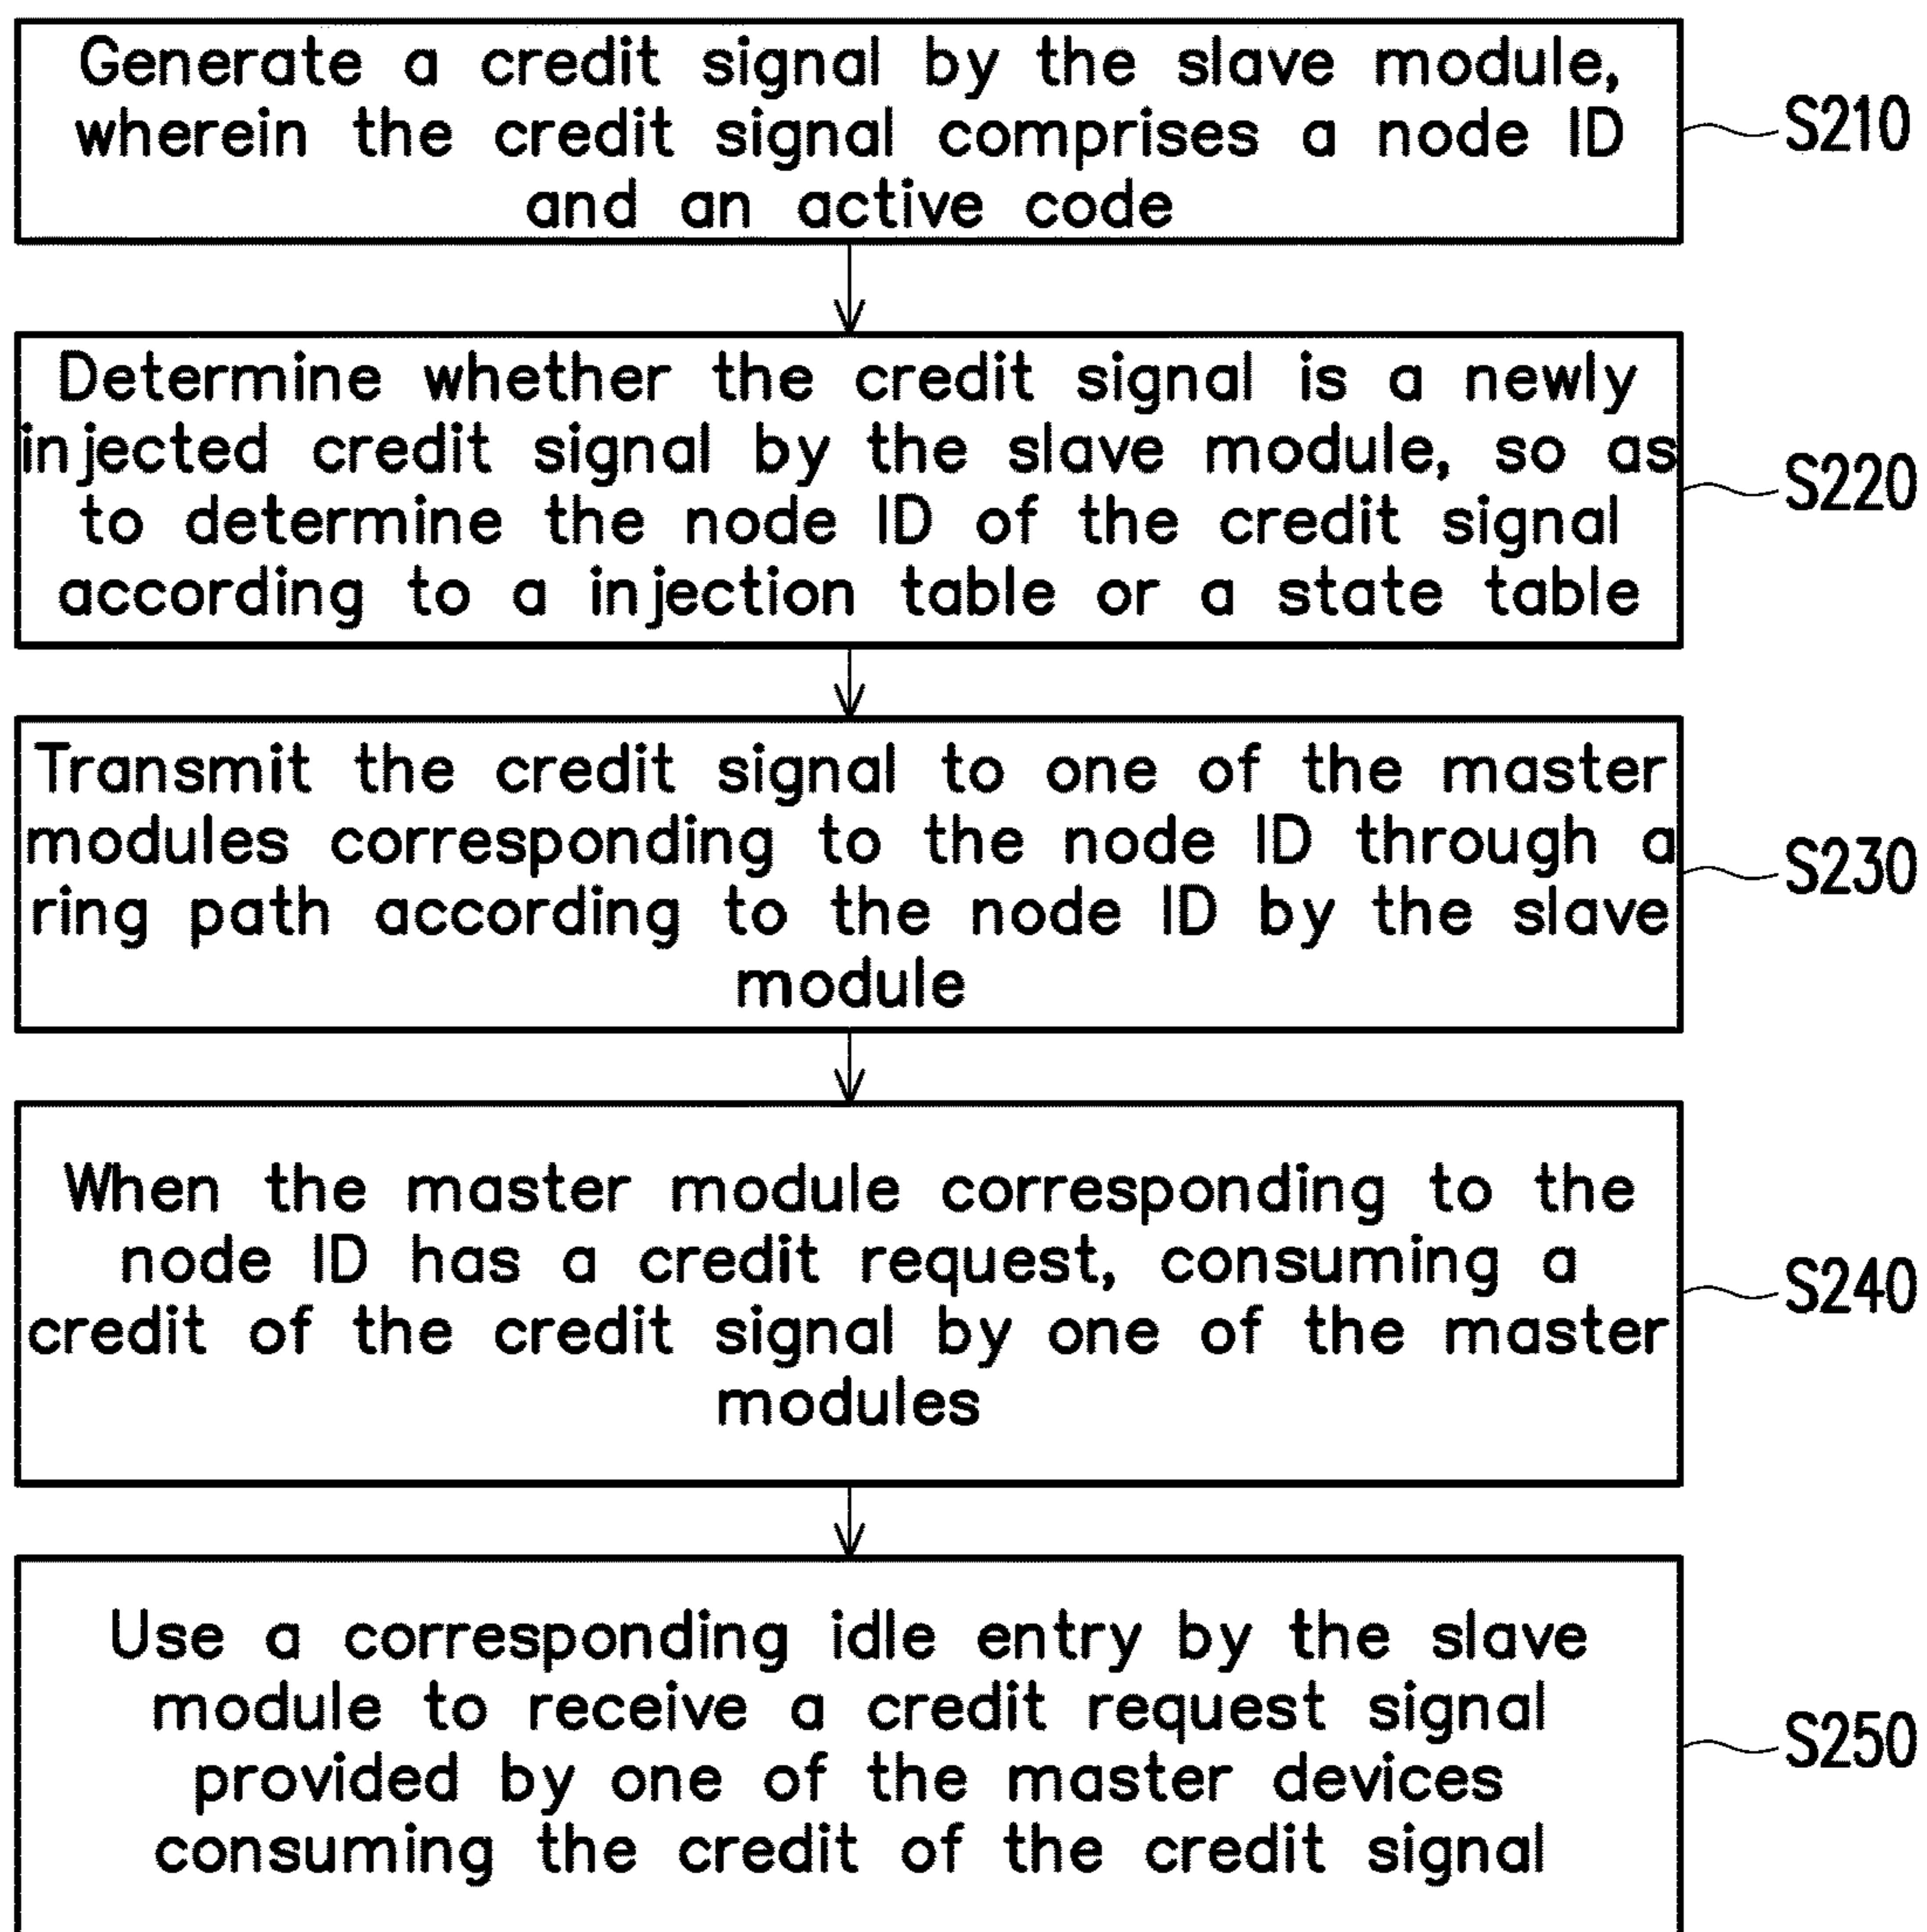 Generate a credit signal by the slave module,
wherein the credit signal comprises a node ID
and an active code
S210
Determine whether the credit signal is a newly
injected credit signal by the slave module, so as
to determine the node ID of the credit signal
according to a injection table or a state table
S220
Transmit the credit signal to one of the master
modules corresponding to the node ID through a
ring path according to the node ID by the slave
module
S230
When the master module corresponding to the
node ID has a credit request, consuming a
credit of the credit signal by one of the master
modules
S240
Use a corresponding idle entry by the slave
module to receive a credit request signal
provided by one of the master devices
consuming the credit of the credit signal
S250